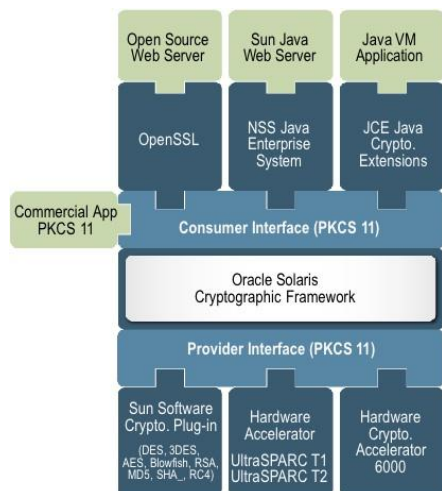 Open Source
Web Server
Sun Java
Web Server
Java VM
Application
OpenSSL
NSS Java
Enterprise
System
JCE Java
Crypto.
Extensions
Commercial App
PKCS 11
Consumer Interface (PKCS 11)
Oracle Solaris
Cryptographic Framework
Provider Interface (PKCS 11)
Sun Software
Crypto. Plug-in
(DES, 3DES,
AES, Blowfish, RSA,
MD5, SHA_, RC4)
Hardware
Accelerator
UltraSPARC T1
UltraSPARC T2
Hardware
Crypto.
Accelerator
6000